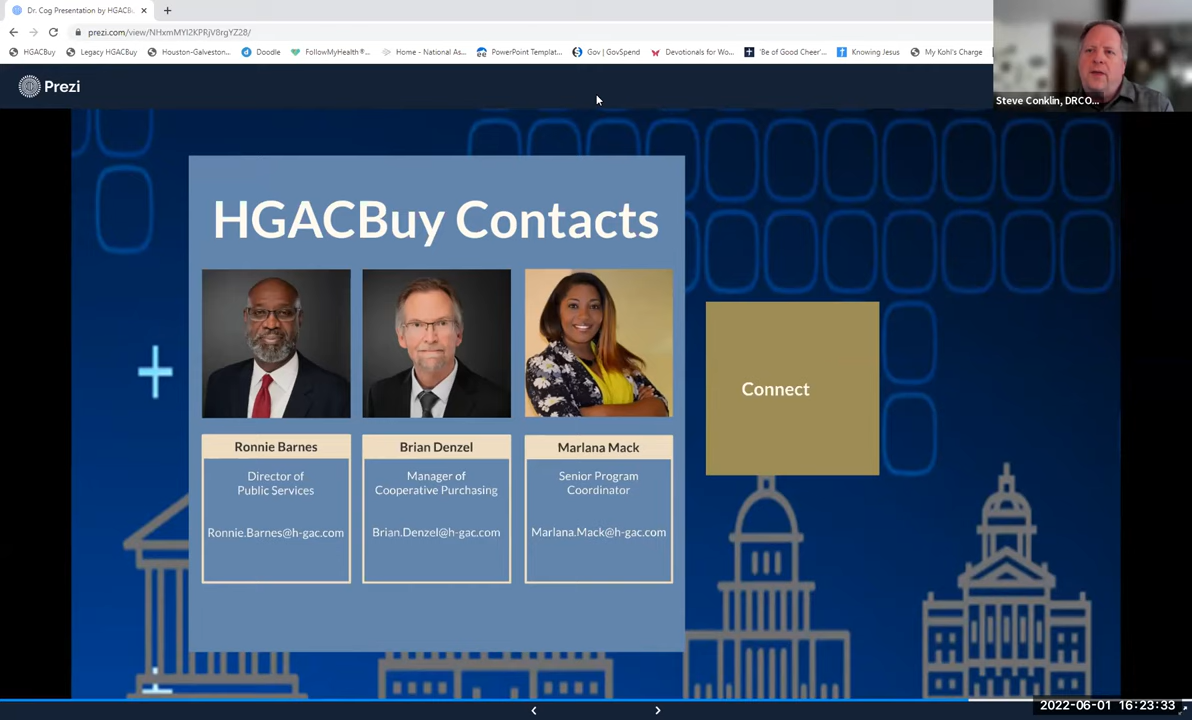 Dr. Cog Presentation by HGACB
prezi.com/view/NHxmMYl2KPRjV8rgYZ28/
HGACBuy
Legacy HGACBuy
Houston-Galveston...
Doodle
FollowMyHealth®...
Home - National As...
PowerPoint Templat...
Gov | GovSpend
Devotionals for Wo...
'Be of Good Cheer'...
Knowing Jesus
My Kohl's Charge
Prezi
Steve Conklin, DRCO...
HGACBuy Contacts
Ronnie Barnes
Director of
Public Services
Ronnie.Barnes@h-gac.com
Brian Denzel
Manager of
Cooperative Purchasing
Brian.Denzel@h-gac.com
Marlana Mack
Senior Program
Coordinator
Marlana.Mack@h-gac.com
Connect
2022-06-01 16:23:33